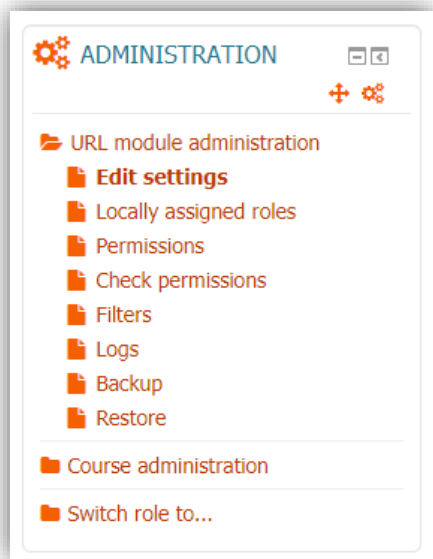 ADMINISTRATION
URL module administration
Edit settings
Locally assigned roles
Permissions
Check permissions
Filters
Logs
Backup
Restore
Course administration
Switch role to...